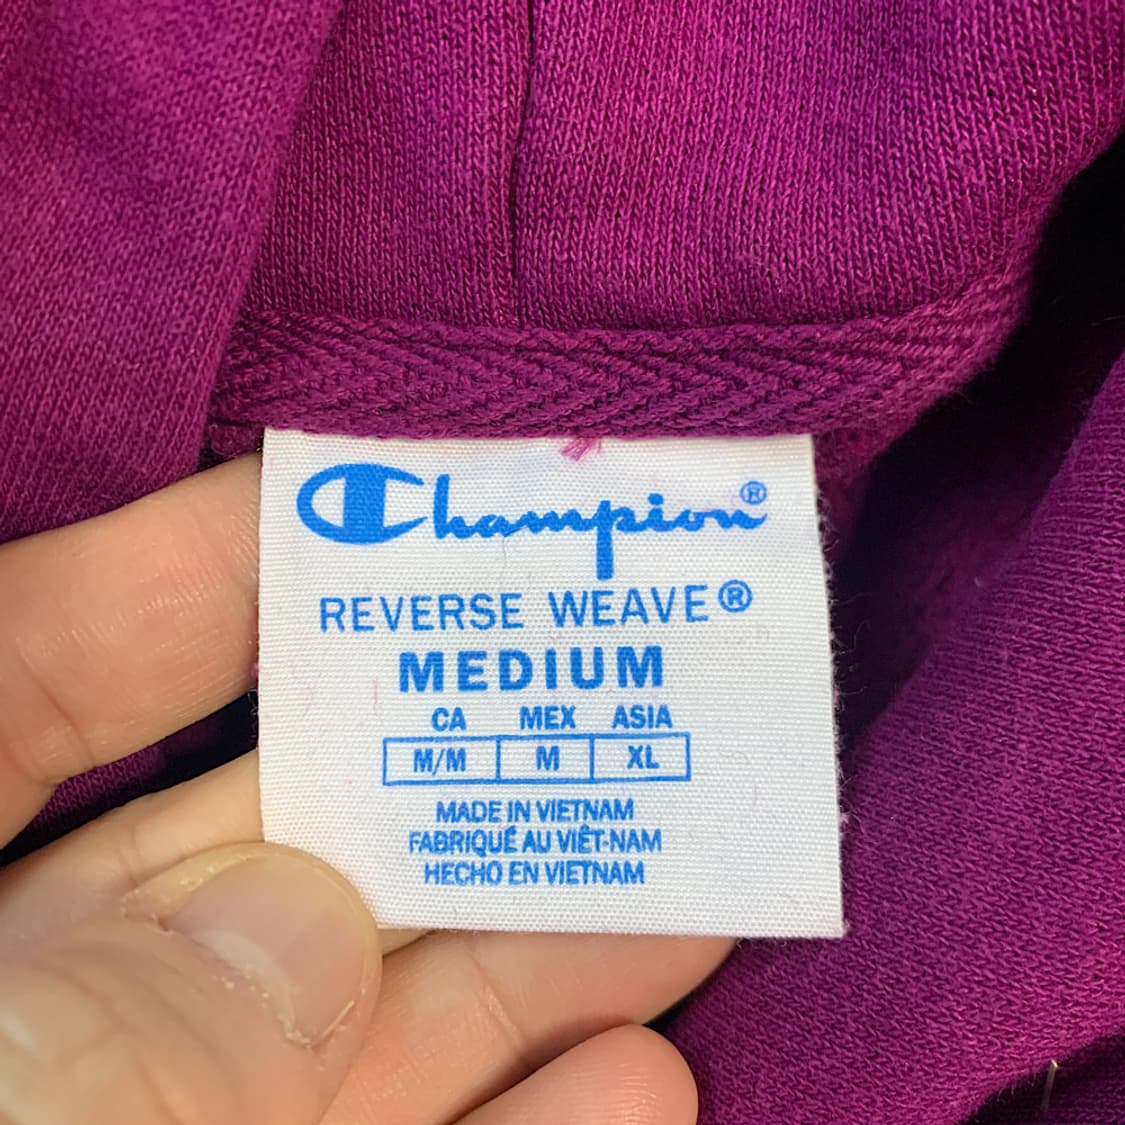 Champion®
REVERSE WEAVE®
MEDIUM
CA MEX ASIA
M/M M XL
MADE IN VIETNAM
FABRIQUÉ AU VIÊT-NAM
HECHO EN VIETNAM